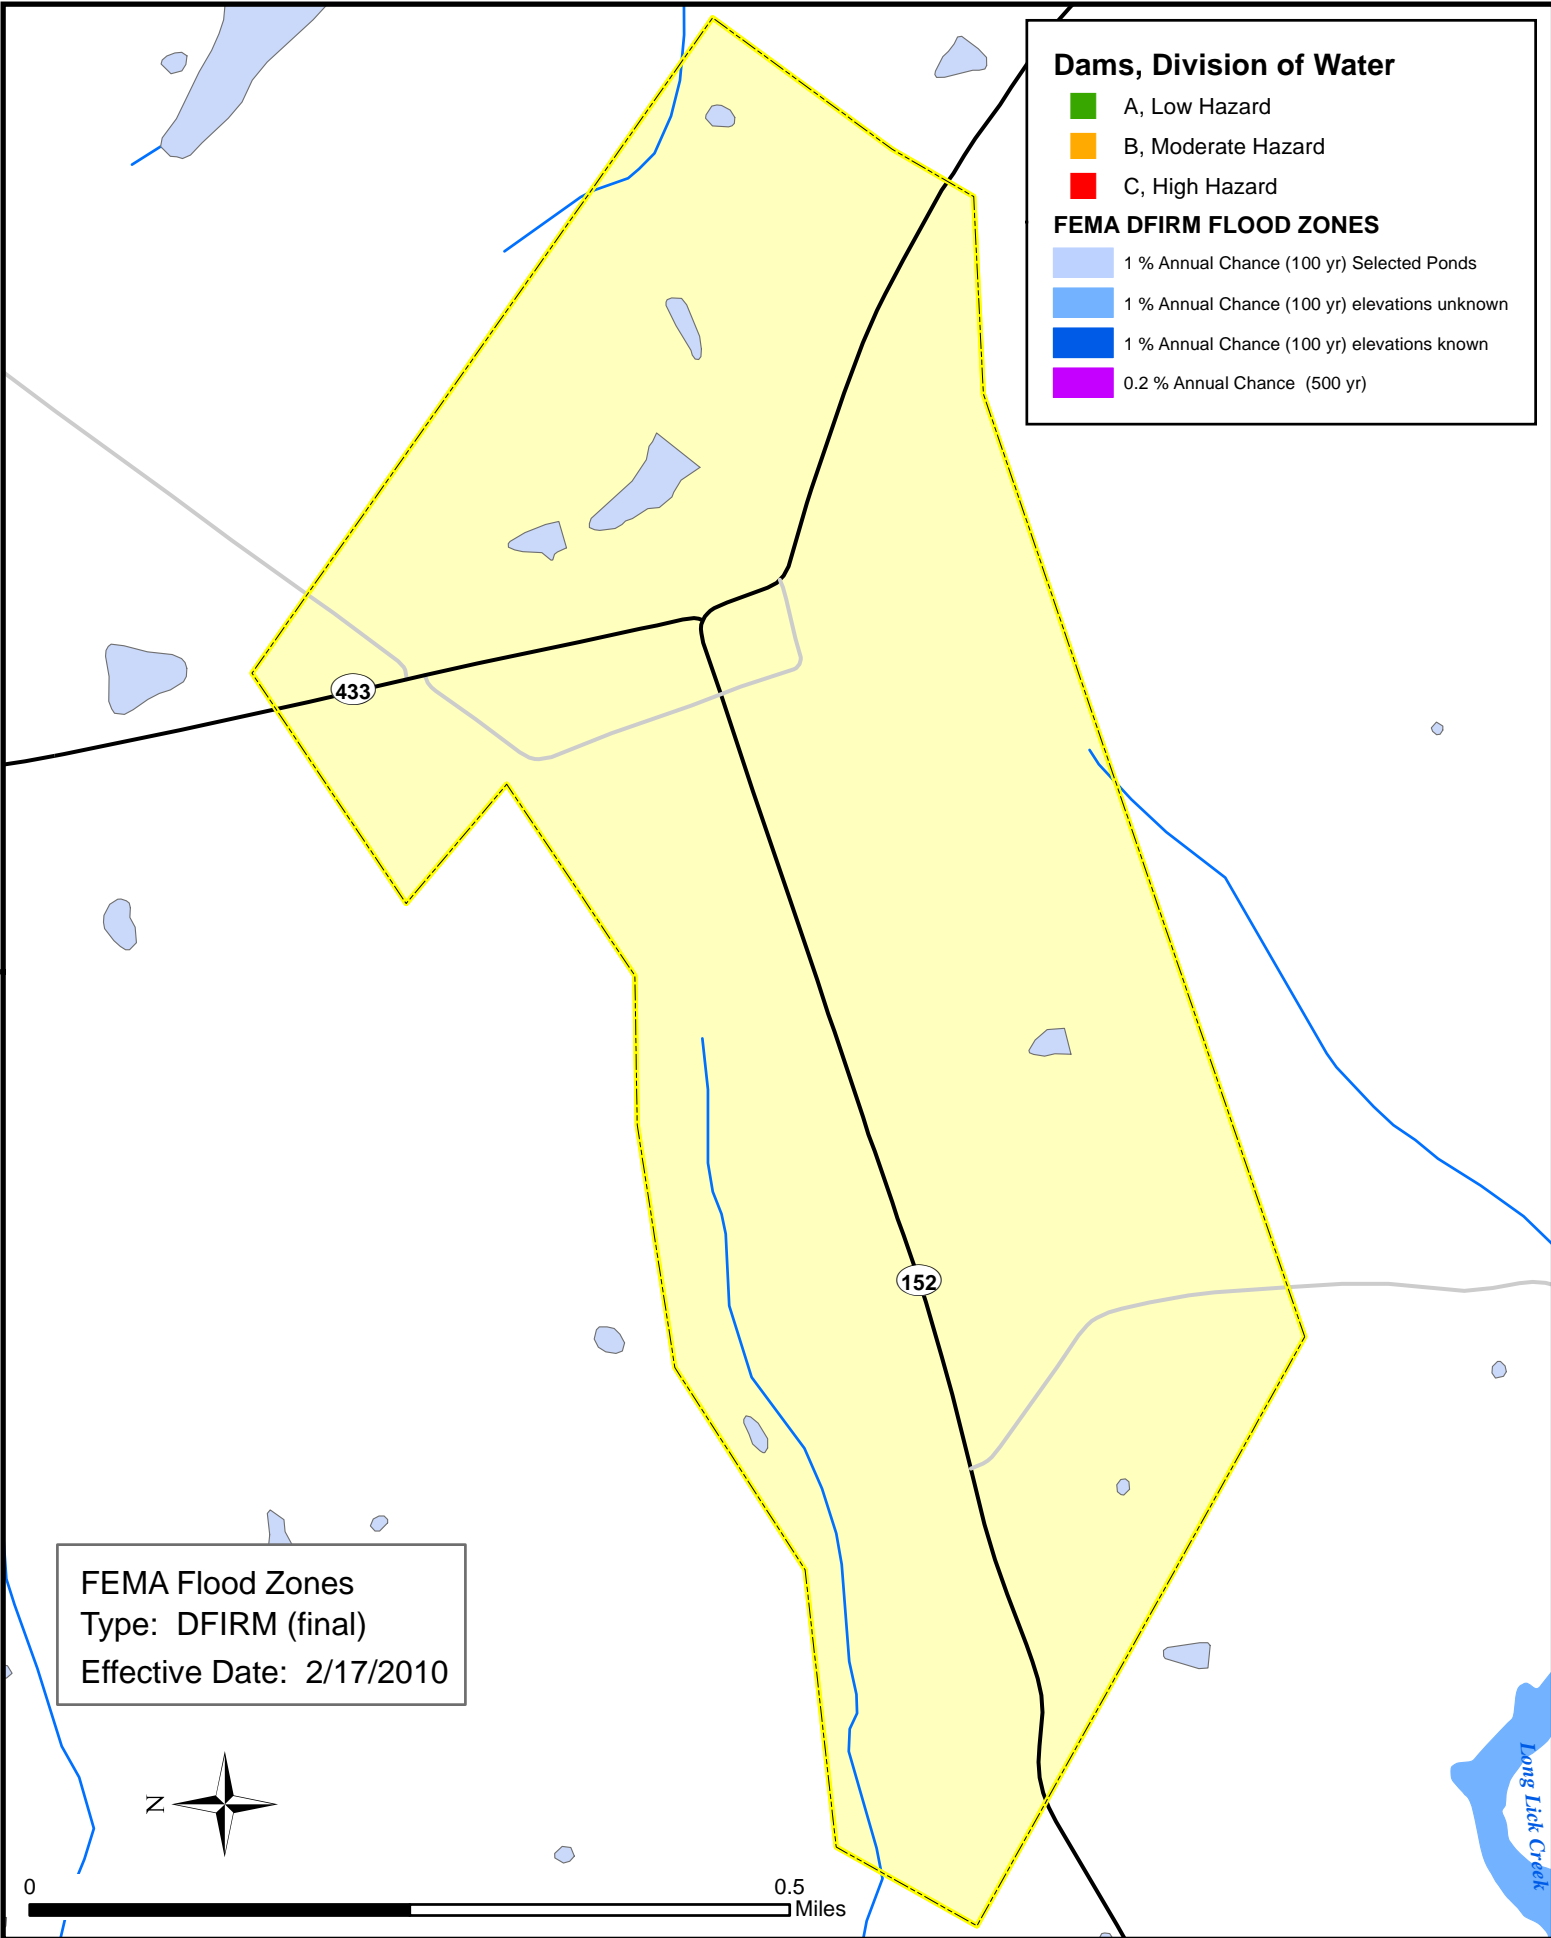 Dams, Division of Water
A, Low Hazard
B, Moderate Hazard
C, High Hazard
FEMA DFIRM FLOOD ZONES
1 % Annual Chance (100 yr) Selected Ponds
1 % Annual Chance (100 yr) elevations unknown
1 % Annual Chance (100 yr) elevations known
0.2 % Annual Chance (500 yr)
433
152
FEMA Flood Zones
Type: DFIRM (final)
Effective Date: 2/17/2010
N
Long Lick Creek
0 0.5
Miles